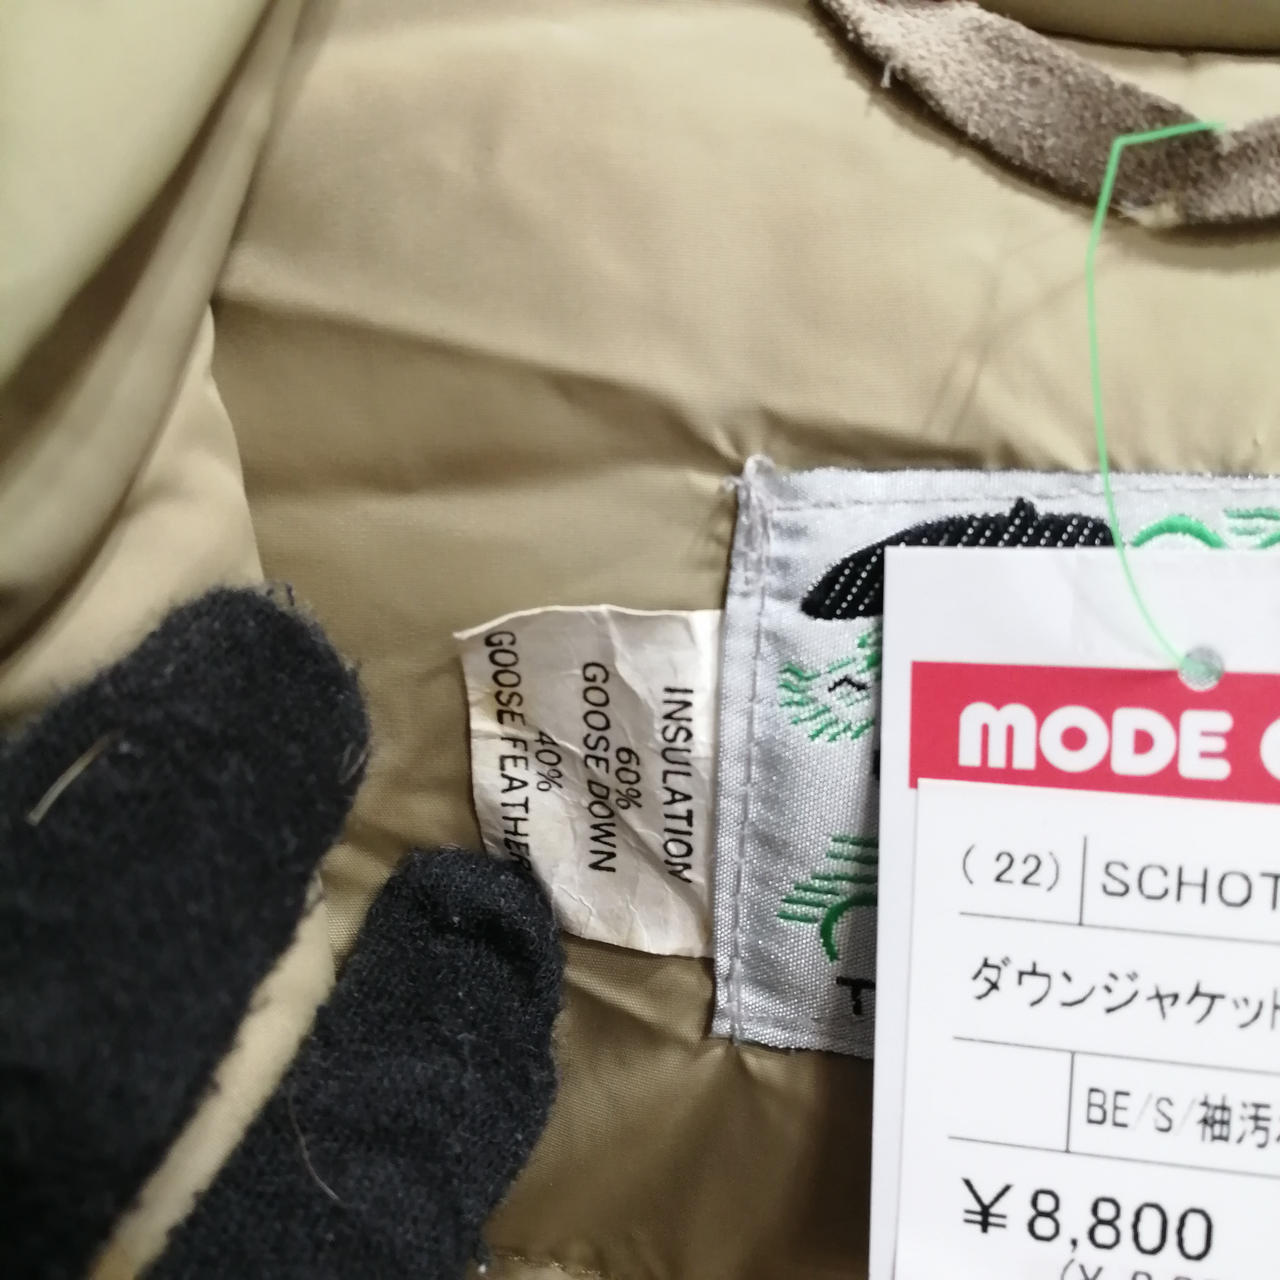 INSULATION
60%
GOOSE DOWN
40%
GOOSE FEATHER
MODE
(22) SCHOT
ダウンジャケット
BE/S/袖汚
¥8,800